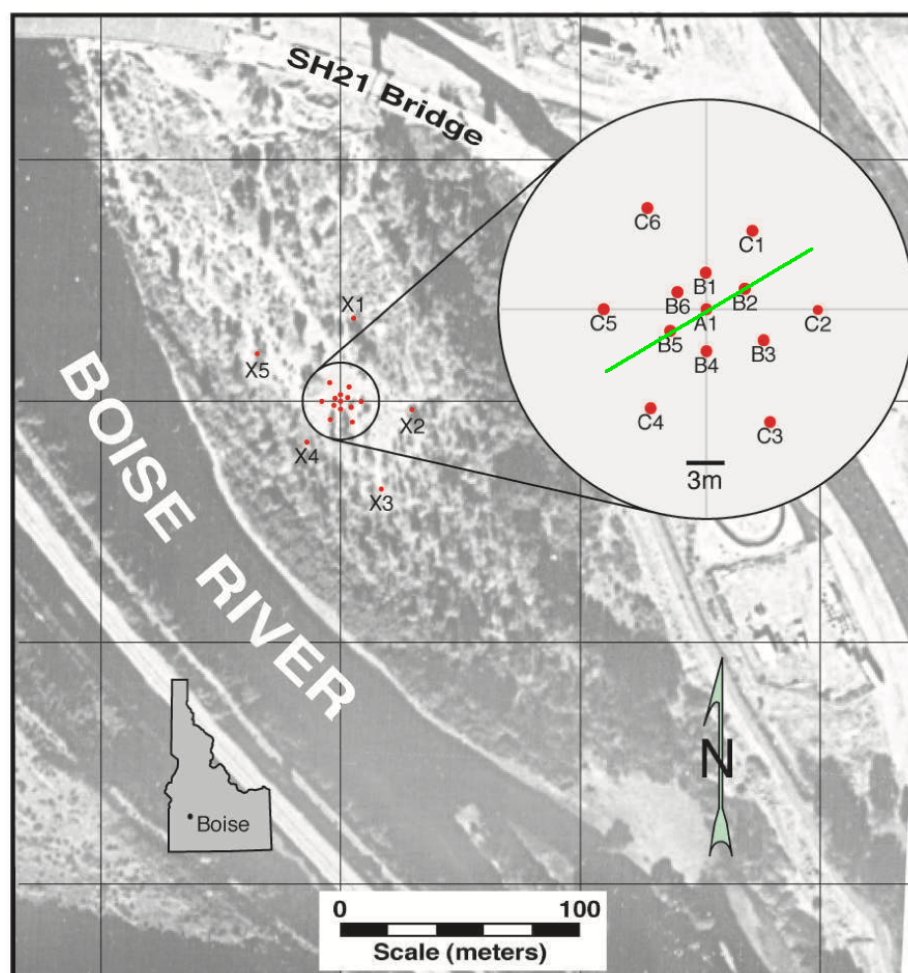 SH21 Bridge
C6
C1
B1
B6
B2
C5
A1
C2
B5
B3
B4
C4
C3
3m
X1
X5
X2
X4
X3
BOISE RIVER
N
Boise
0 100
Scale (meters)